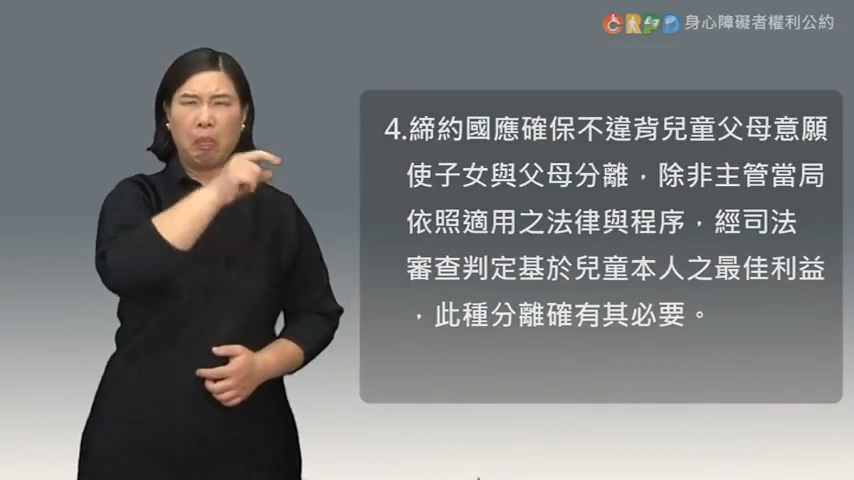 CRPD 身心障礙者權利公約
4.締約國應確保不違背兒童父母意願
使子女與父母分離，除非主管當局
依照適用之法律與程序，經司法
審查判定基於兒童本人之最佳利益
，此種分離確有其必要。